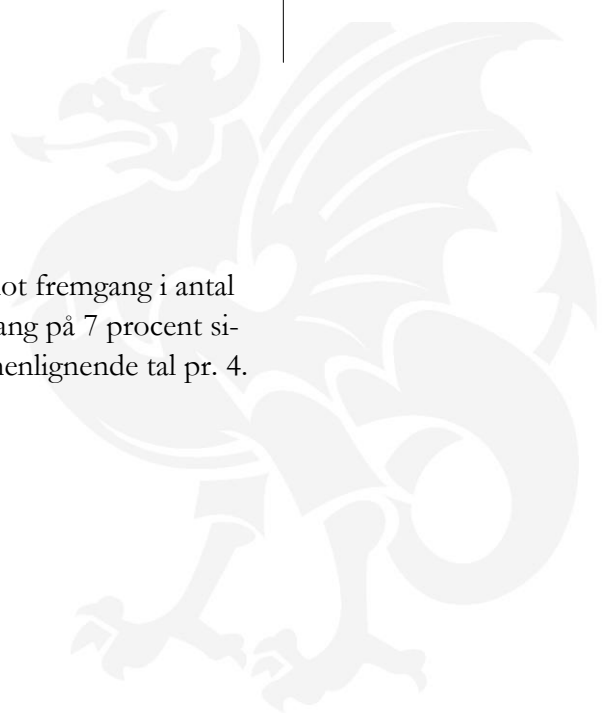 ot fremgang i antal
ang på 7 procent si-
enlignende tal pr. 4.